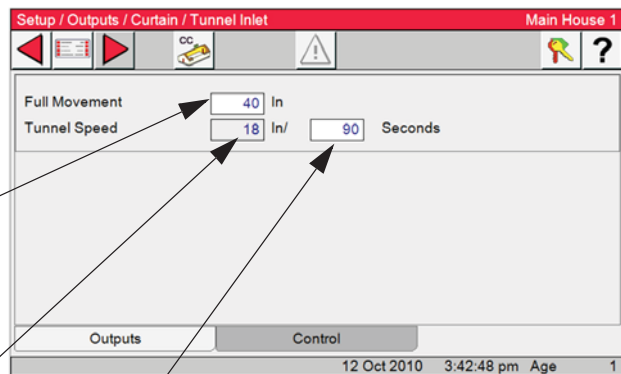 Setup / Outputs / Curtain / Tunnel Inlet Main House 1
CC
?
Full Movement 40 In
Tunnel Speed 18 In/ 90 Seconds
Outputs Control
12 Oct 2010 3:42:48 pm Age 1